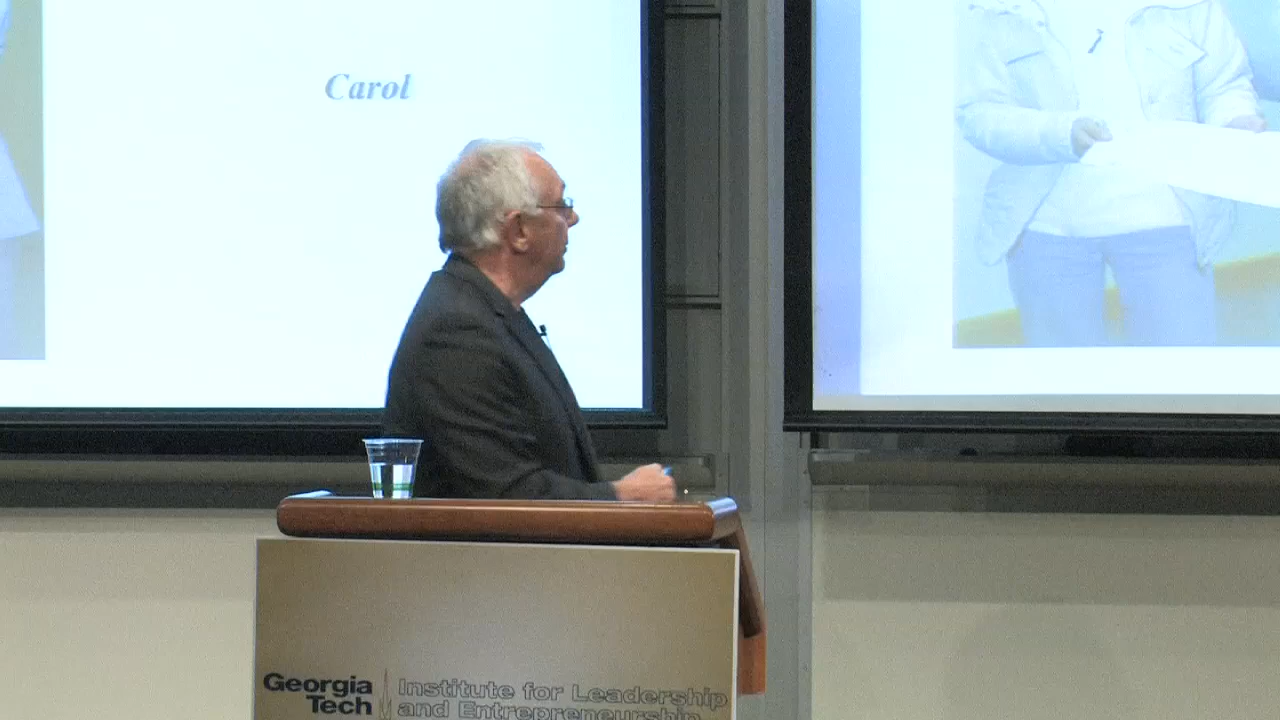 Carol
Georgia
Tech
Institute for Leadership
and Entrepreneurship